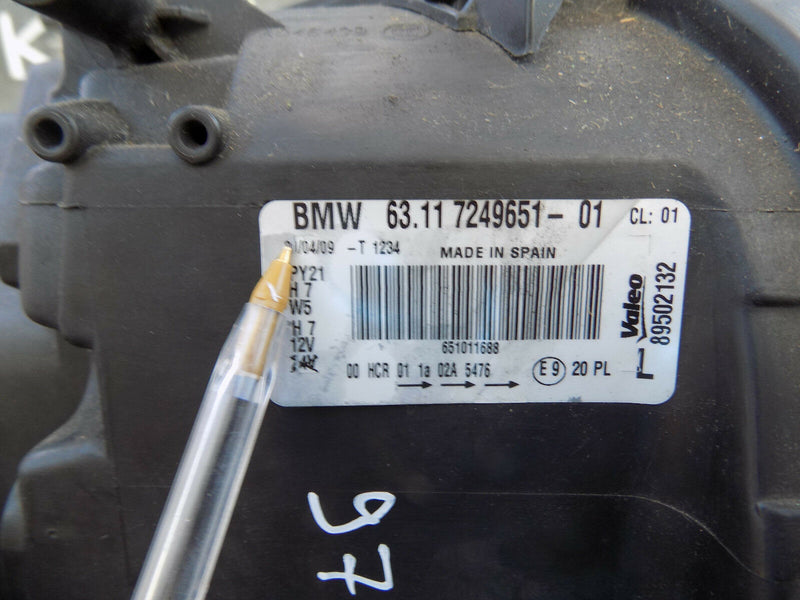 K
BMW 63.11 7249651 - 01 CL: 01
/04/09 -T 1234
MADE IN SPAIN
PY21
H 7
W5
H 7
12V
14V
651011688
00 HCR 01 1a 02A 5476
E 9 20 PL
Valeo
89502132
L
97